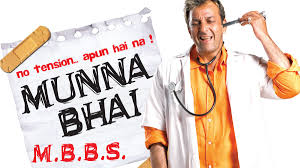 no tension.. apun hai na !
MUNNA
BHAI
M.B.B.S.